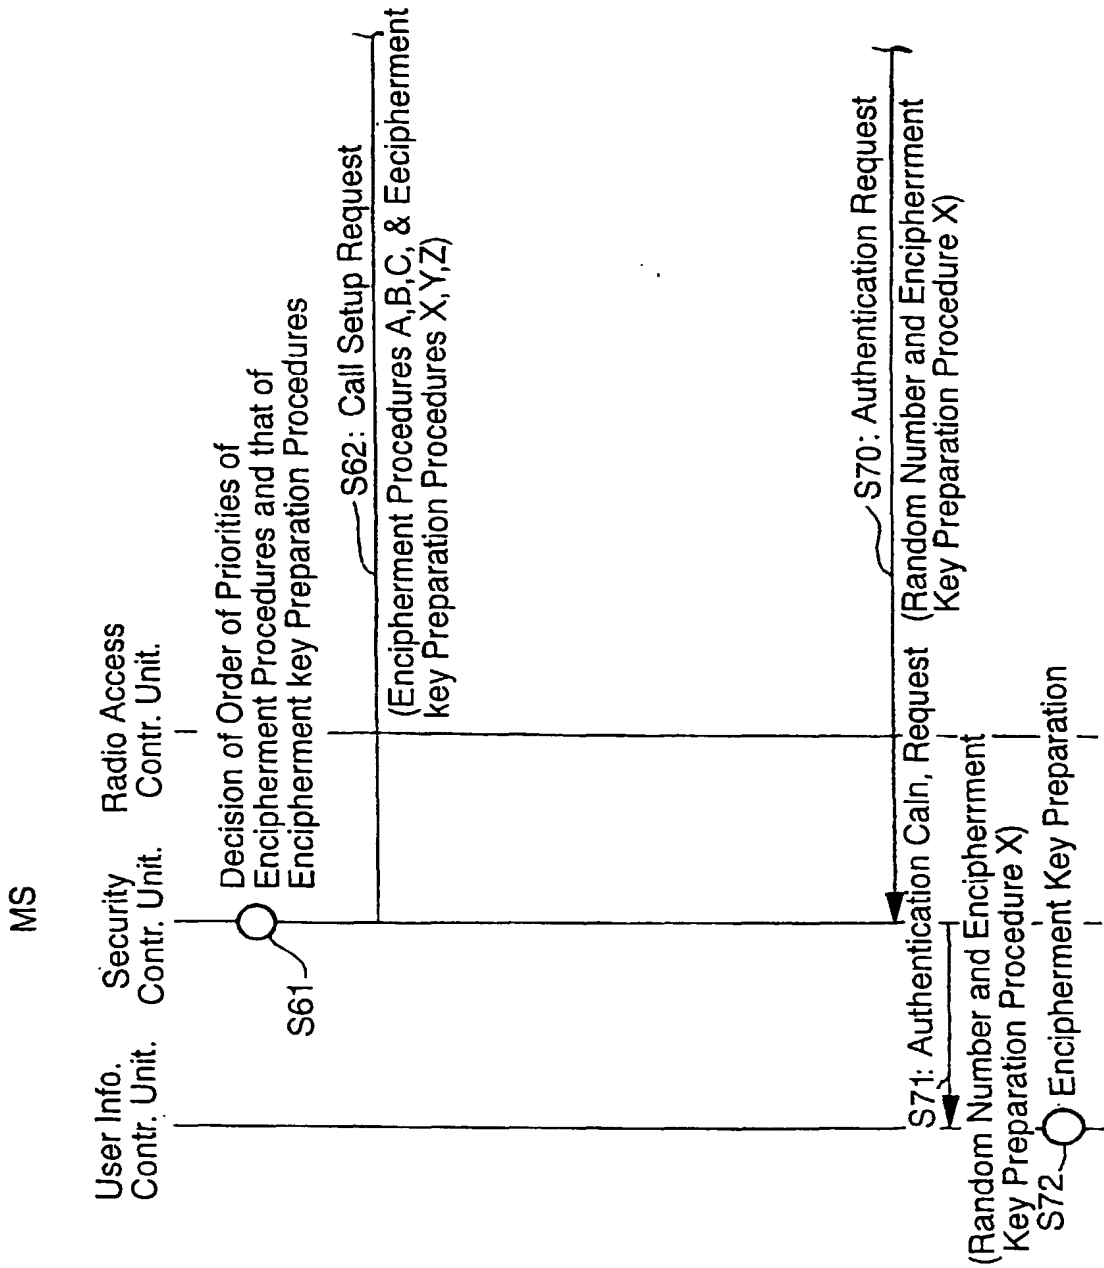 MS
User Info.
Contr. Unit.
Security
Contr. Unit.
Radio Access
Contr. Unit.
S61
Decision of Order of Priorities of
Encipherment Procedures and that of
Encipherment key Preparation Procedures
S62: Call Setup Request
(Encipherment Procedures A,B,C, & Eecipherment
key Preparation Procedures X,Y,Z)
S70: Authentication Request
(Random Number and Enciperrment
Key Preparation Procedure X)
S71: Authentication Caln, Request
(Random Number and Enciperrment
Key Preparation Procedure X)
S72
Encipherment Key Preparation